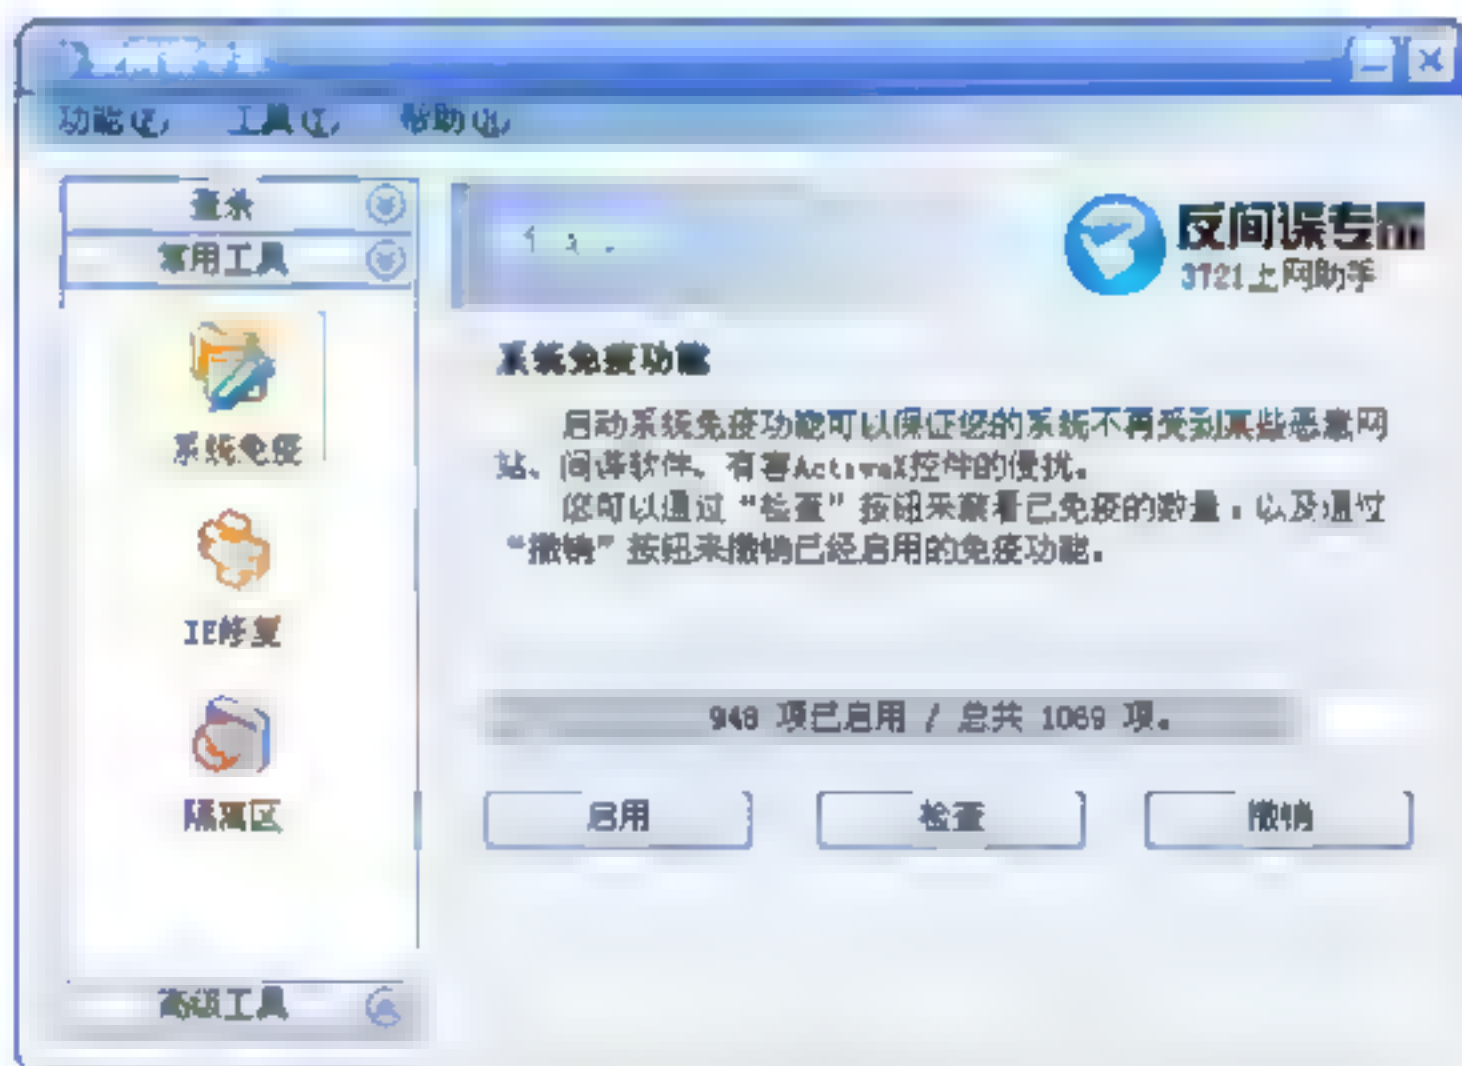 功能(F) 工具(T) 帮助(H)
查杀
常用工具
系统免疫
IE修复
隔离区
高级工具
反间谍专
3721上网助手
系统免疫功能
启动系统免疫功能可以保证您的系统不再受到某些恶意网
站、间谍软件、有害ActiveX控件的侵扰。
您可以通过“检查”按钮来察看已免疫的数量，以及通过
“撤销”按钮来撤销已经启用的免疫功能。
948 项已启用 / 总共 1069 项。
启用 检查 撤销